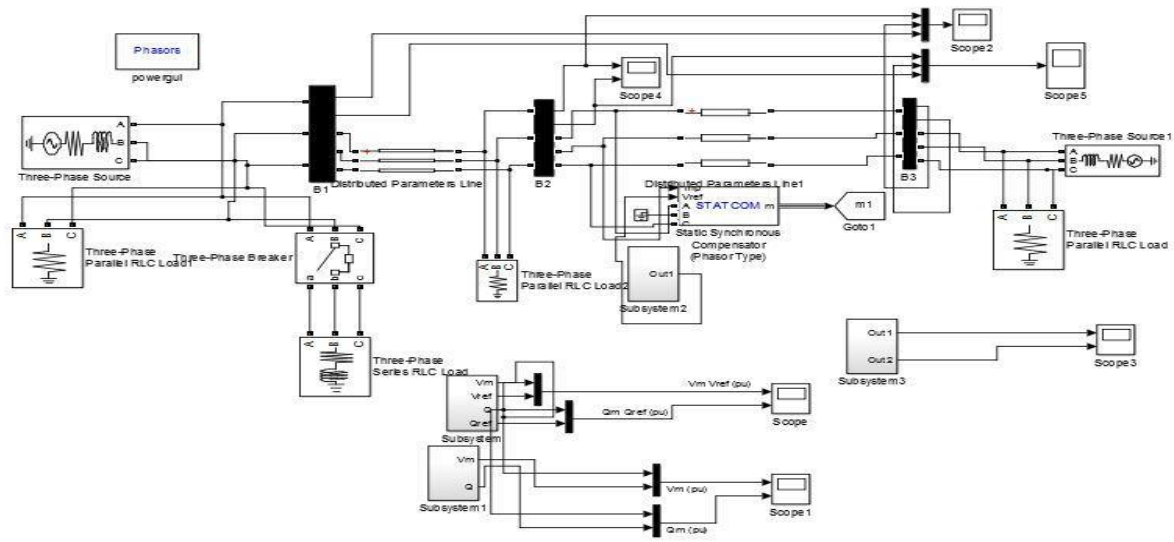 Phasors
powergui
Scope2
Scope4
Scope5
A
B
C
Three-Phase Source
B1
Distributed Parameters Line
B2
B3
A
B
C
Three-Phase Source1
Distributed Parameters Line1
Trip
Vref
A
B
C
STATCOM
m
Static Synchronous
Compensator
(Phasor Type)
m1
Goto1
A B C
Three-Phase
Parallel RLC Load1
A B C
a b c
Three-Phase Breaker
A B C
Three-Phase
Parallel RLC Load2
Out1
Subsystem2
A B C
Three-Phase
Parallel RLC Load
A B C
Three-Phase
Series RLC Load
Out1
Out2
Subsystem3
Scope3
Vm
Vref
Q
Qref
Subsystem
Vm Vref (pu)
Qm Qref (pu)
Scope
Vm
Q
Subsystem1
Vm (pu)
Qm (pu)
Scope1